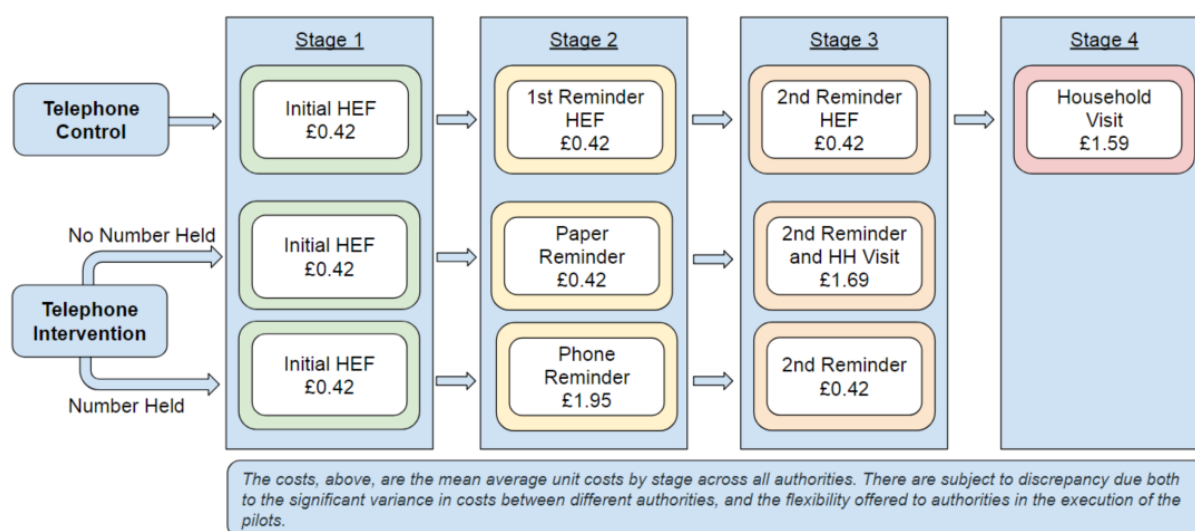 Stage 1
Stage 2
Stage 3
Stage 4
Telephone
Control
Initial HEF
£0.42
1st Reminder
HEF
£0.42
2nd Reminder
HEF
£0.42
Household
Visit
£1.59
Telephone
Intervention
No Number Held
Initial HEF
£0.42
Paper
Reminder
£0.42
2nd Reminder
and HH Visit
£1.69
Number Held
Initial HEF
£0.42
Phone
Reminder
£1.95
2nd Reminder
£0.42
The costs, above, are the mean average unit costs by stage across all authorities. There are subject to discrepancy due both
to the significant variance in costs between different authorities, and the flexibility offered to authorities in the execution of the
pilots.